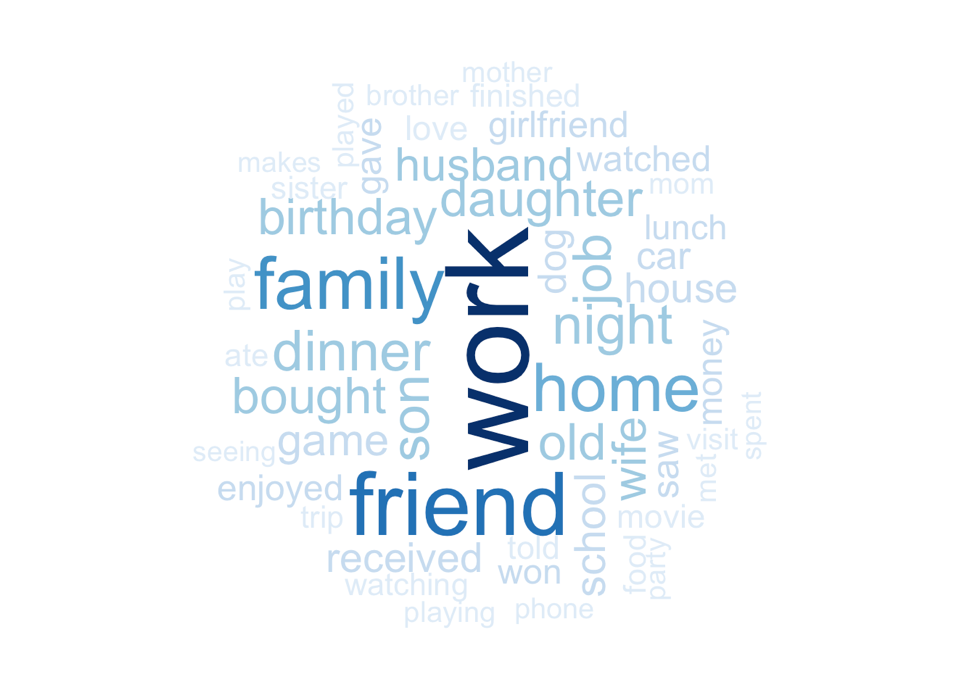 mother
brother finished
played
gave
love
girlfriend
makes
husband
watched
sister
daughter
mom
birthday
lunch
work
dog
job
car
play
family
house
night
ate
dinner
money
bought
son
home
spent
seeing
game
old
wife
saw
visit
met
enjoyed
friend
school
trip
movie
received
told
won
food
party
watching
playing
phone